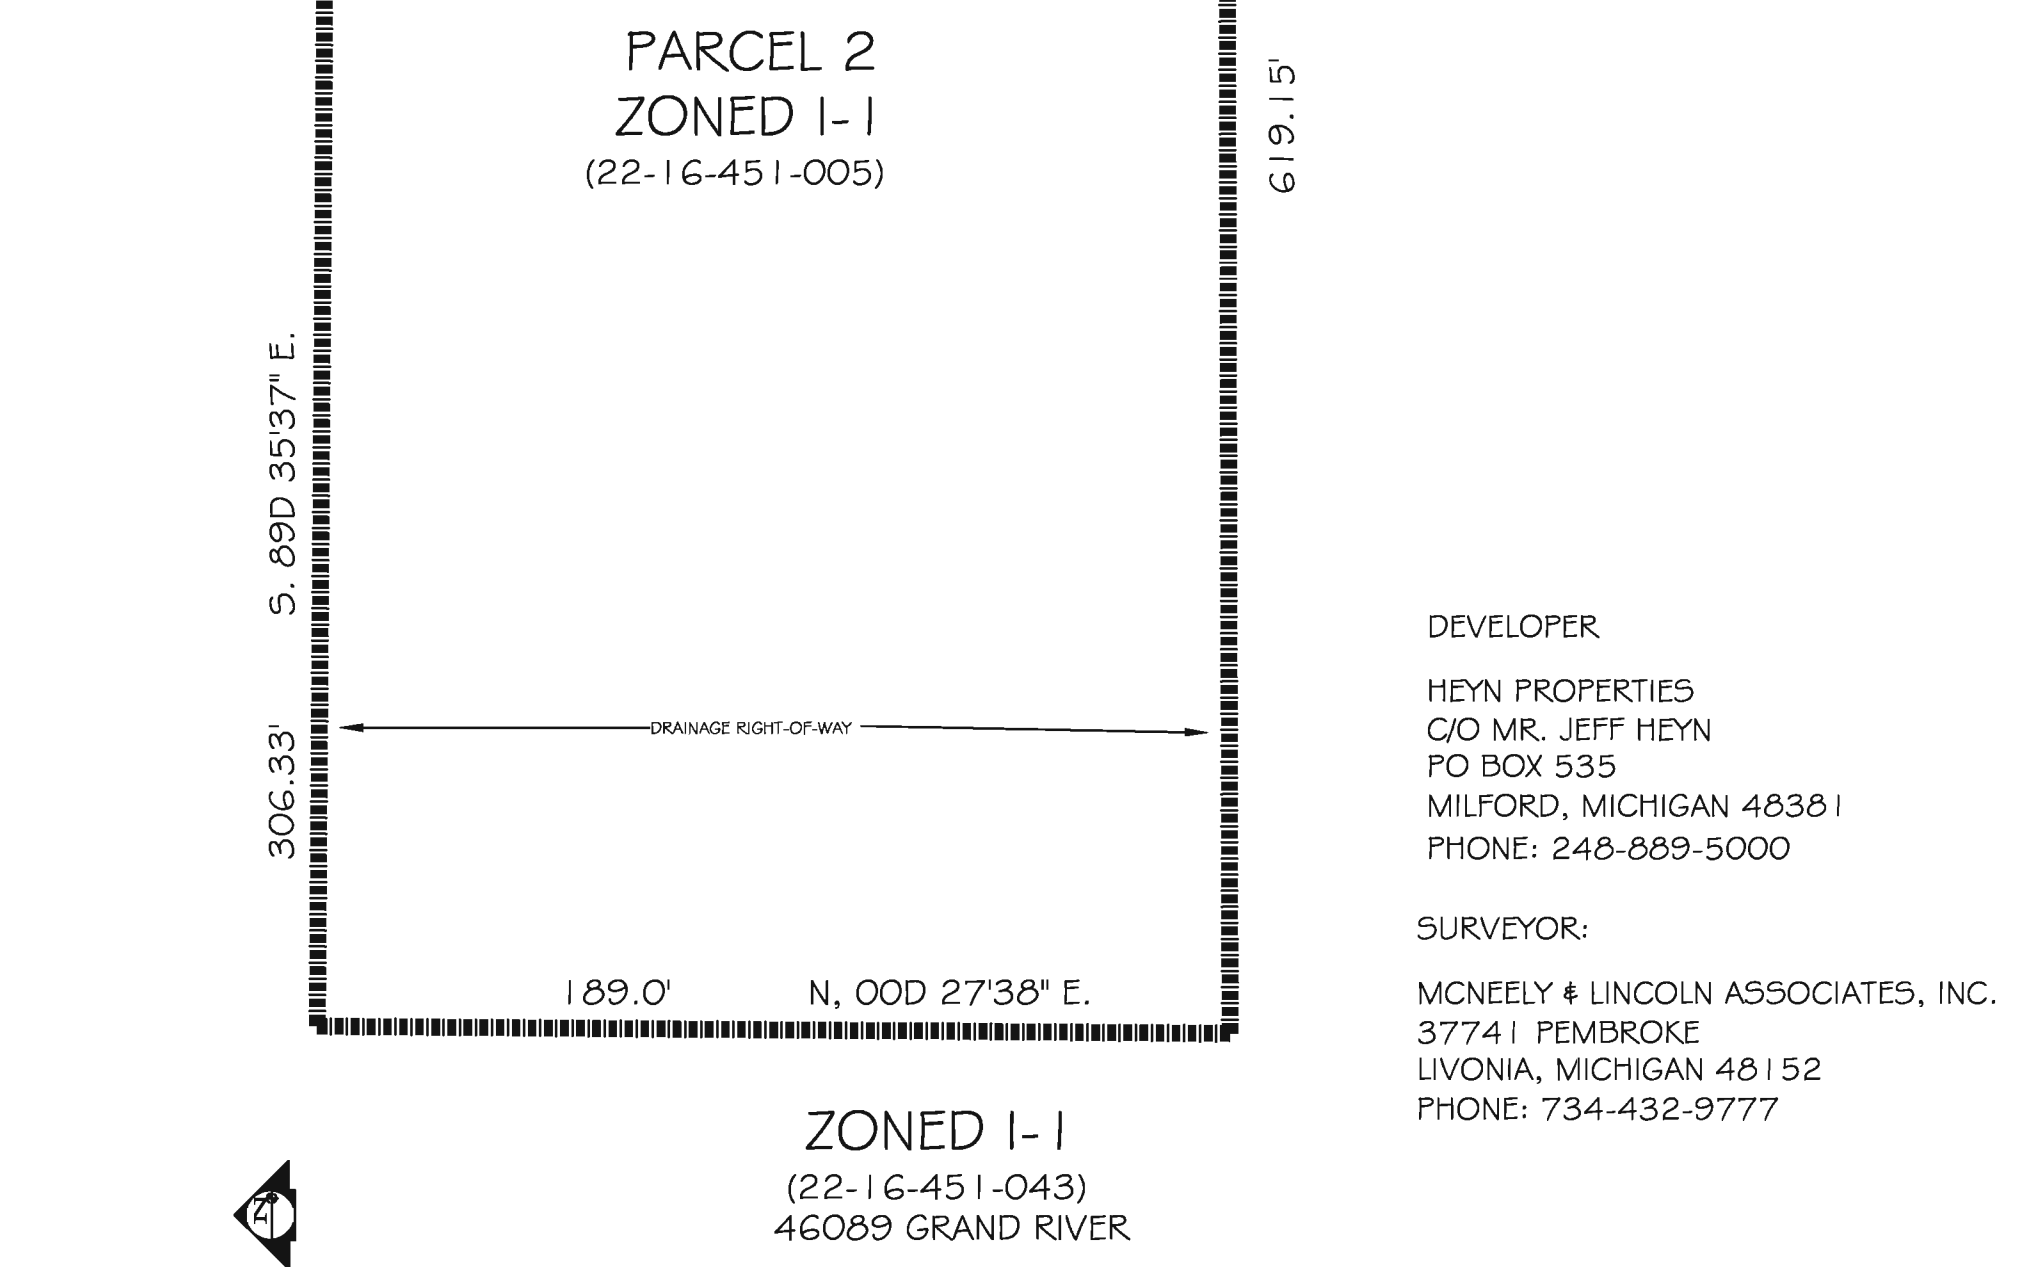 PARCEL 2
ZONED I-1
(22-16-451-005)
619.15'
S. 89D 35'37" E.
306.33'
DRAINAGE RIGHT-OF-WAY
189.0' N, 00D 27'38" E.
ZONED I-1
(22-16-451-043)
46089 GRAND RIVER
N
DEVELOPER
HEYN PROPERTIES
C/O MR. JEFF HEYN
PO BOX 535
MILFORD, MICHIGAN 48381
PHONE: 248-889-5000
SURVEYOR:
MCNEELY & LINCOLN ASSOCIATES, INC.
37741 PEMBROKE
LIVONIA, MICHIGAN 48152
PHONE: 734-432-9777